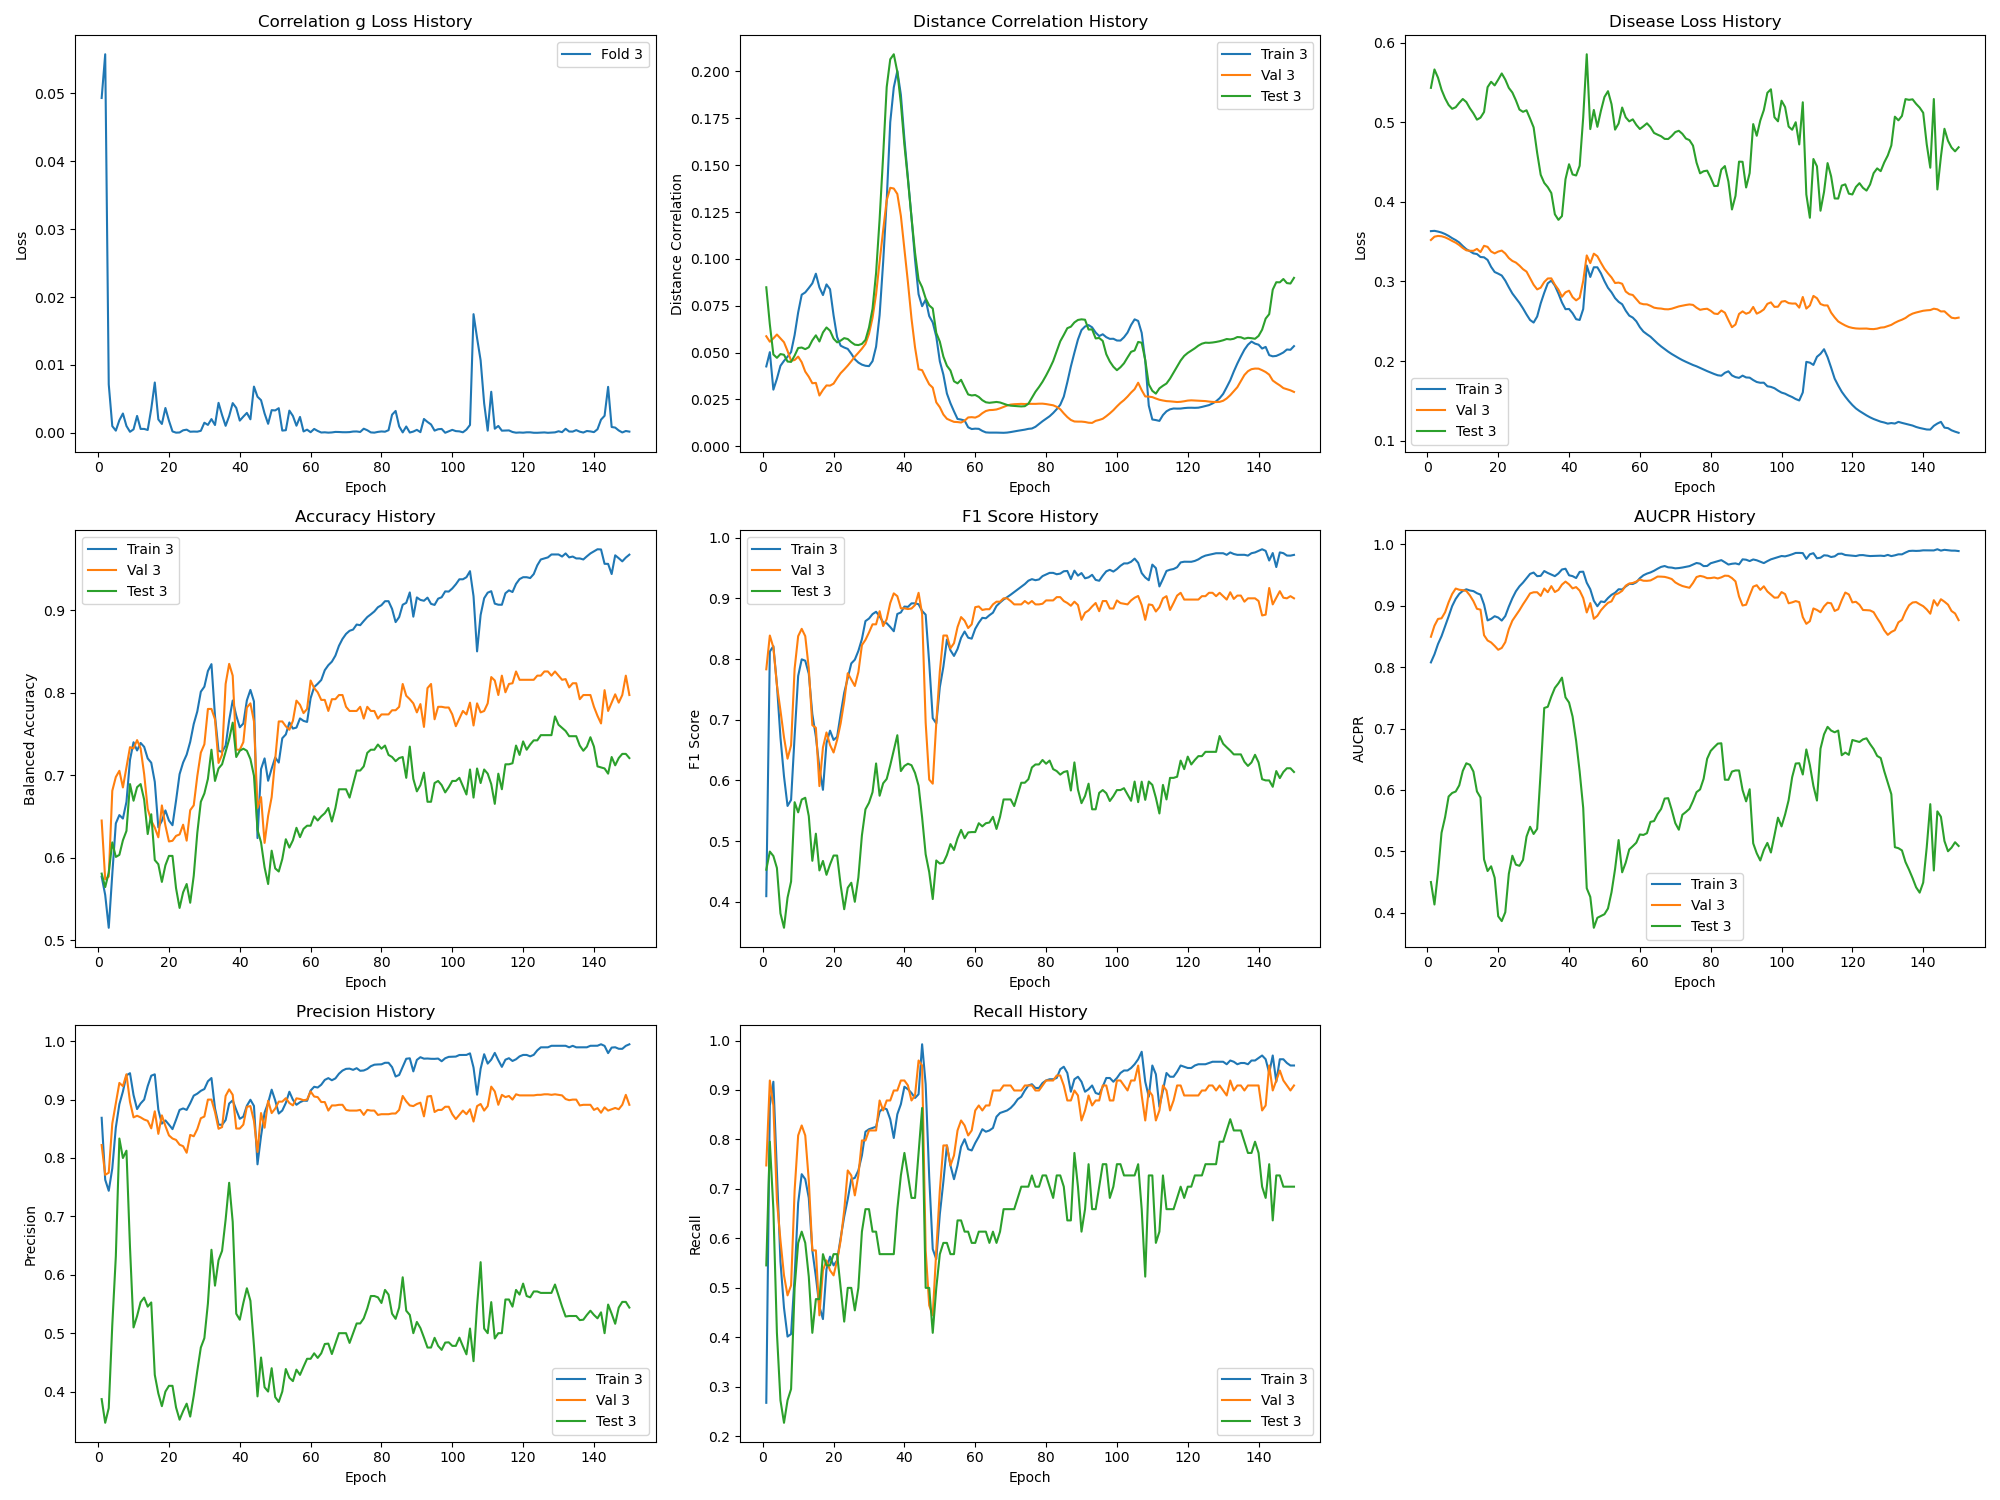 Correlation g Loss History
Fold 3
Loss
0.05
0.04
0.03
0.02
0.01
0.00
0 20 40 60 80 100 120 140
Epoch
Distance Correlation History
Train 3
Val 3
Test 3
Distance Correlation
0.200
0.175
0.150
0.125
0.100
0.075
0.050
0.025
0.000
0 20 40 60 80 100 120 140
Epoch
Disease Loss History
Loss
0.6
0.5
0.4
0.3
0.2
0.1
Train 3
Val 3
Test 3
0 20 40 60 80 100 120 140
Epoch
Accuracy History
Train 3
Val 3
Test 3
Balanced Accuracy
0.9
0.8
0.7
0.6
0.5
0 20 40 60 80 100 120 140
Epoch
F1 Score History
Train 3
Val 3
Test 3
F1 Score
1.0
0.9
0.8
0.7
0.6
0.5
0.4
0 20 40 60 80 100 120 140
Epoch
AUCPR History
AUCPR
1.0
0.9
0.8
0.7
0.6
0.5
0.4
Train 3
Val 3
Test 3
0 20 40 60 80 100 120 140
Epoch
Precision History
Precision
1.0
0.9
0.8
0.7
0.6
0.5
0.4
Train 3
Val 3
Test 3
0 20 40 60 80 100 120 140
Epoch
Recall History
Recall
1.0
0.9
0.8
0.7
0.6
0.5
0.4
0.3
0.2
Train 3
Val 3
Test 3
0 20 40 60 80 100 120 140
Epoch